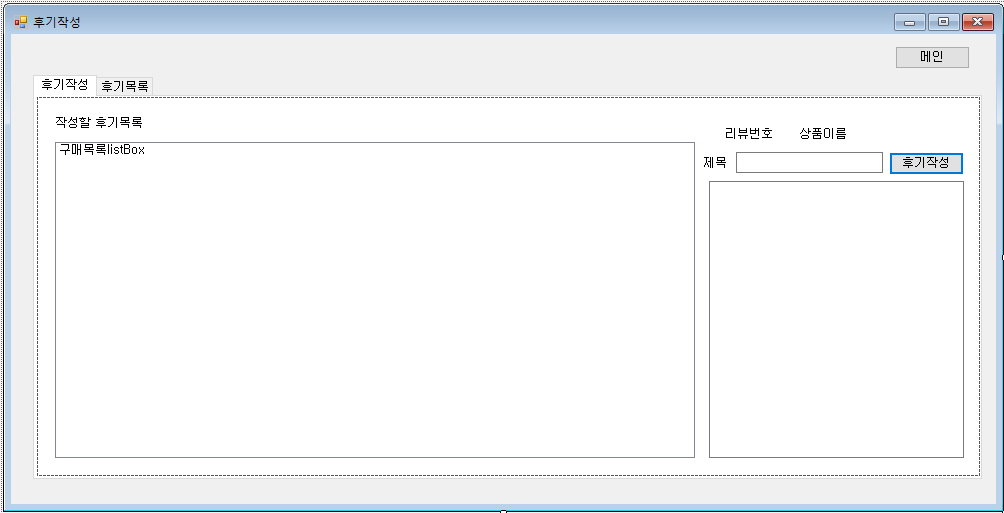 후기작성
메인
후기작성 후기목록
작성할 후기목록
구매목록listBox
리뷰번호 상품이름
제목 후기작성